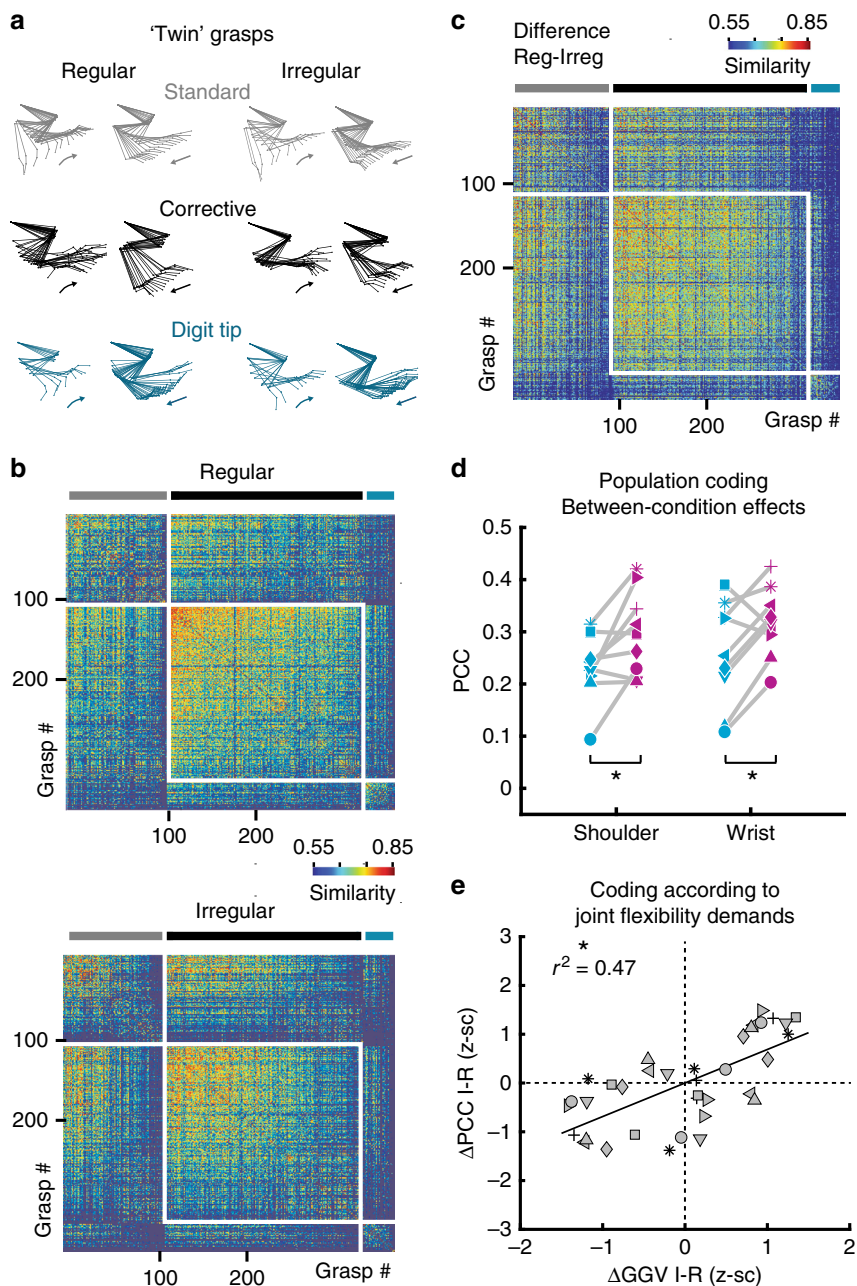 a
'Twin' grasps
Regular
Irregular
Standard
Corrective
Digit tip
b
Regular
100
200
Grasp #
100
200
0.55
0.85
Similarity
Irregular
100
200
Grasp #
100
200
Grasp #
c
Difference
Reg-Irreg
0.55
0.85
Similarity
100
200
Grasp #
100
200
Grasp #
d
Population coding
Between-condition effects
0.5
0.4
0.3
0.2
0.1
0
PCC
*
*
Shoulder
Wrist
e
Coding according to
joint flexibility demands
*
r² = 0.47
3
2
1
0
−1
−2
−3
ΔPCC I-R (z-sc)
−2
−1
0
1
2
ΔGGV I-R (z-sc)